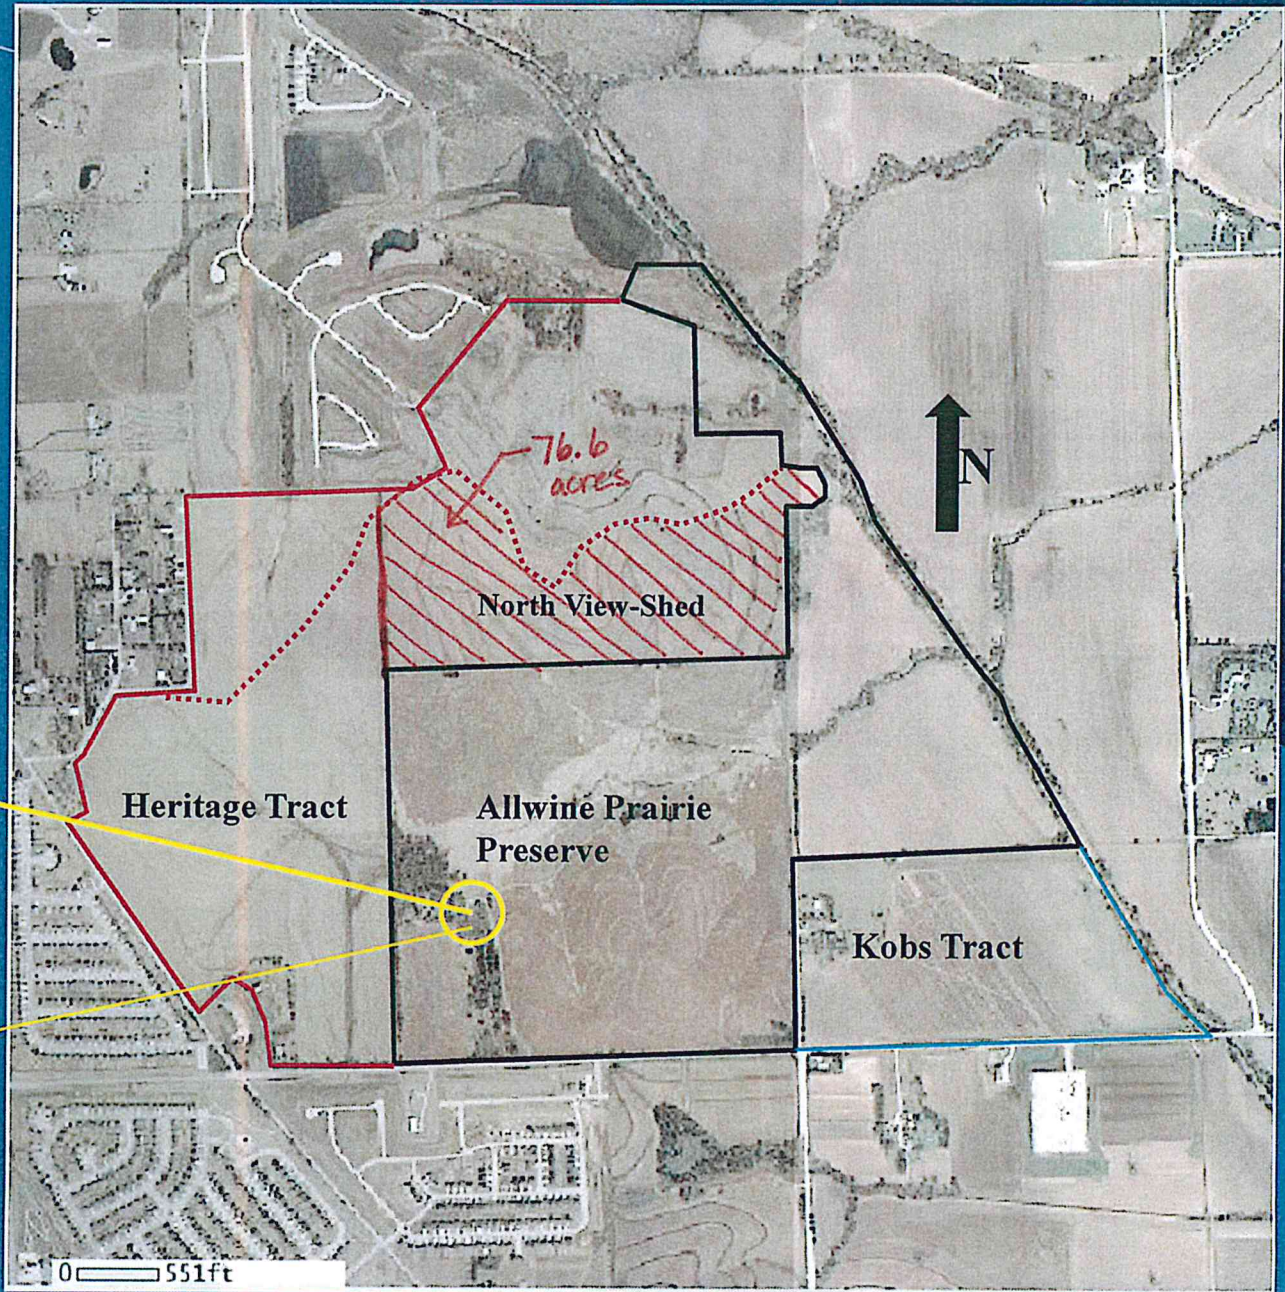 76.6
acres
N
North View-Shed
Heritage Tract
Allwine Prairie
Preserve
Kobs Tract
0 551ft